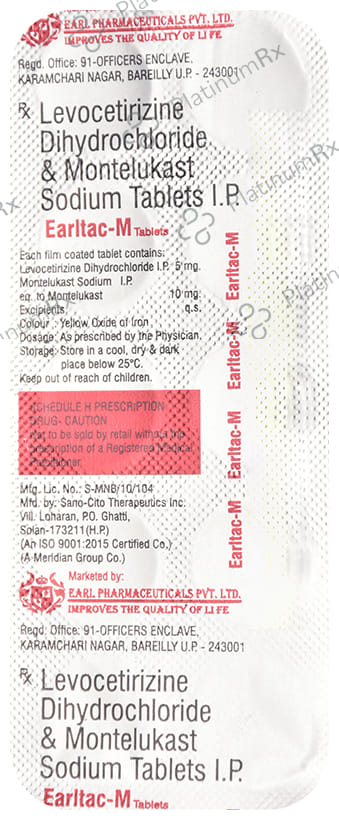 EARL PHARMACEUTICALS PVT. LTD.
IMPROVES THE QUALITY OF LIFE
Regd. Office: 91-OFFICERS ENCLAVE,
KARAMCHARI NAGAR, BAREILLY U.P. - 243001
Rx Levocetirizine
Dihydrochloride
& Montelukast
Sodium Tablets I.P.
Earltac-M Tablets
Each film coated tablet contains:
Levocetirizine Dihydrochloride I.P. 5 mg.
Montelukast Sodium I.P.
eq. to Montelukast 10 mg.
Excipients q.s.
Colour : Yellow Oxide of Iron
Dosage: As prescribed by the Physician.
Storage: Store in a cool, dry & dark
place below 25°C.
Keep out of reach of children.
SCHEDULE H PRESCRIPTION
DRUG- CAUTION
Not to be sold by retail without the
prescription of a Registered Medical
Practitioner.
Mfg. Lic. No.: S-MNB/10/104
Mfd. by: Sano-Cito Therapeutics Inc.
Vill. Loharan, P.O. Ghatti,
Solan-173211(H.P.)
(An ISO 9001:2015 Certified Co.)
(A Meridian Group Co.)
Marketed by:
EARL PHARMACEUTICALS PVT. LTD.
IMPROVES THE QUALITY OF LIFE
Regd. Office: 91-OFFICERS ENCLAVE,
KARAMCHARI NAGAR, BAREILLY U.P. - 243001
Rx Levocetirizine
Dihydrochloride
& Montelukast
Sodium Tablets I.P.
Earltac-M Tablets
Earltac-M Earltac-M Earltac-M Earltac-M
PlatinumRx
PlatinumRx